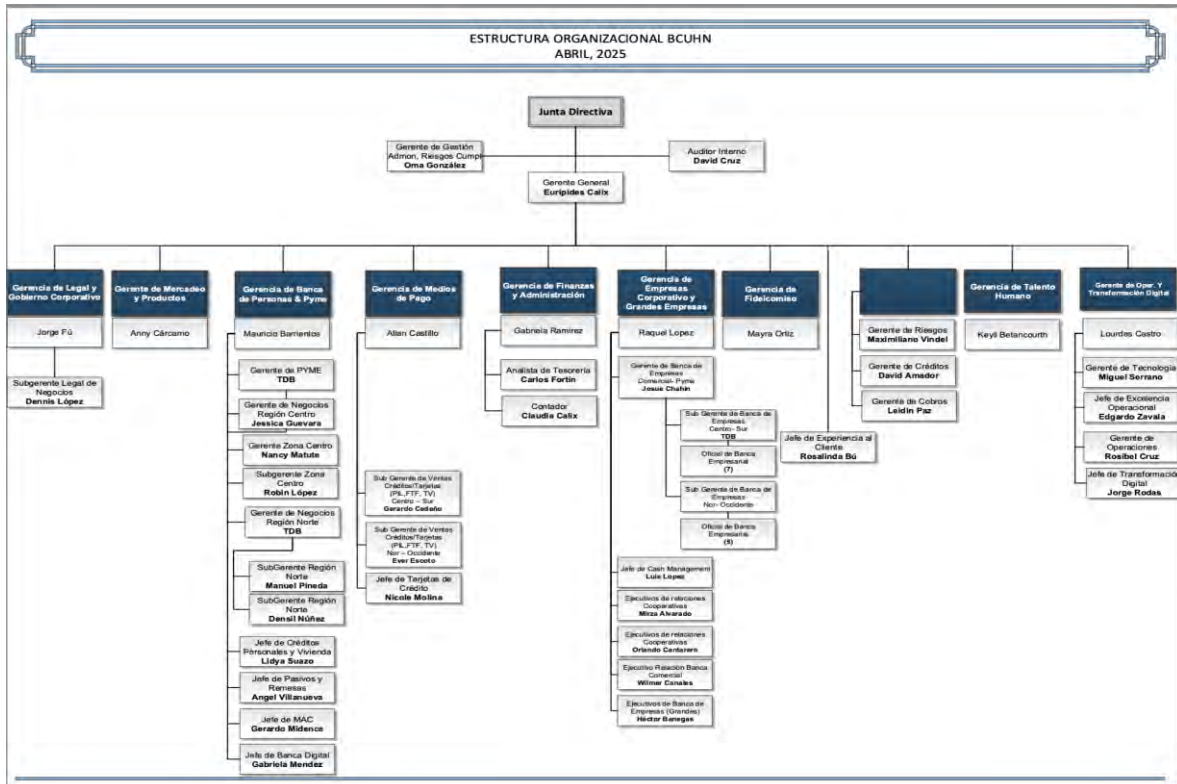 ESTRUCTURA ORGANIZACIONAL BCUHN
ABRIL, 2025
Junta Directiva
Gerente de Gestión
Admon, Riesgos Cumpl
Oma González
Auditor Interno
David Cruz
Gerente General
Eurípides Calix
Gerencia de Legal y
Gobierno Corporativo
Jorge Fú
Subgerente Legal de
Negocios
Dennis López
Gerente de Mercadeo
y Productos
Anny Cárcamo
Gerencia de Banca
de Personas & Pyme
Mauricio Barrientos
Gerente de PYME
TDB
Gerente de Negocios
Región Centro
Jessica Guevara
Gerente Zona Centro
Nancy Matute
Subgerente Zona
Centro
Robin López
Gerente de Negocios
Región Norte
TDB
SubGerente Región
Norte
Manuel Pineda
SubGerente Región
Norte
Densil Núñez
Jefe de Créditos
Personales y Vivienda
Lidya Suazo
Jefe de Pasivos y
Remesas
Angel Villanueva
Jefe de MAC
Gerardo Midence
Jefe de Banca Digital
Gabriela Mendez
Gerencia de Medios
de Pago
Allan Castillo
Sub Gerente de Ventas
Créditos/Tarjetas
(PIL,FTF, TV)
Centro – Sur
Gerardo Cedeño
Sub Gerente de Ventas
Créditos/Tarjetas
(PIL,FTF, TV)
Nor – Occidente
Ever Escoto
Jefe de Tarjetas de
Crédito
Nicole Molina
Gerencia de Finanzas
y Administración
Gabriela Ramirez
Analista de Tesorería
Carlos Fortin
Contador
Claudia Calix
Gerencia de
Empresas
Corporativo y
Grandes Empresas
Raquel Lopez
Gerente de Banca de
Empresas
Comercial- Pyme
Josue Chahin
Sub Gerente de Banca de
Empresas
Centro- Sur
TDB
Oficial de Banca
Empresarial
(7)
Sub Gerente de Banca de
Empresas
Nor- Occidente
Oficial de Banca
Empresarial
(5)
Jefe de Cash Management
Luis Lopez
Ejecutivos de relaciones
Cooperativas
Mirza Alvarado
Ejecutivos de relaciones
Cooperativas
Orlando Cantarero
Ejecutivo Relación Banca
Comercial
Wilmar Canales
Ejecutivos de Banca de
Empresas (Grandes)
Héctor Banegas
Gerencia de
Fideicomiso
Mayra Ortiz
Jefe de Experiencia al
Cliente
Rosalinda Bú
Gerente de Riesgos
Maximiliano Vindel
Gerente de Créditos
David Amador
Gerente de Cobros
Leidin Paz
Gerencia de Talento
Humano
Keyli Betancourth
Gerente de Oper. Y
Transformación Digital
Lourdes Castro
Gerente de Tecnología
Miguel Serrano
Jefe de Excelencia
Operacional
Edgardo Zavala
Gerente de
Operaciones
Rosibel Cruz
Jefe de Transformación
Digital
Jorge Rodas